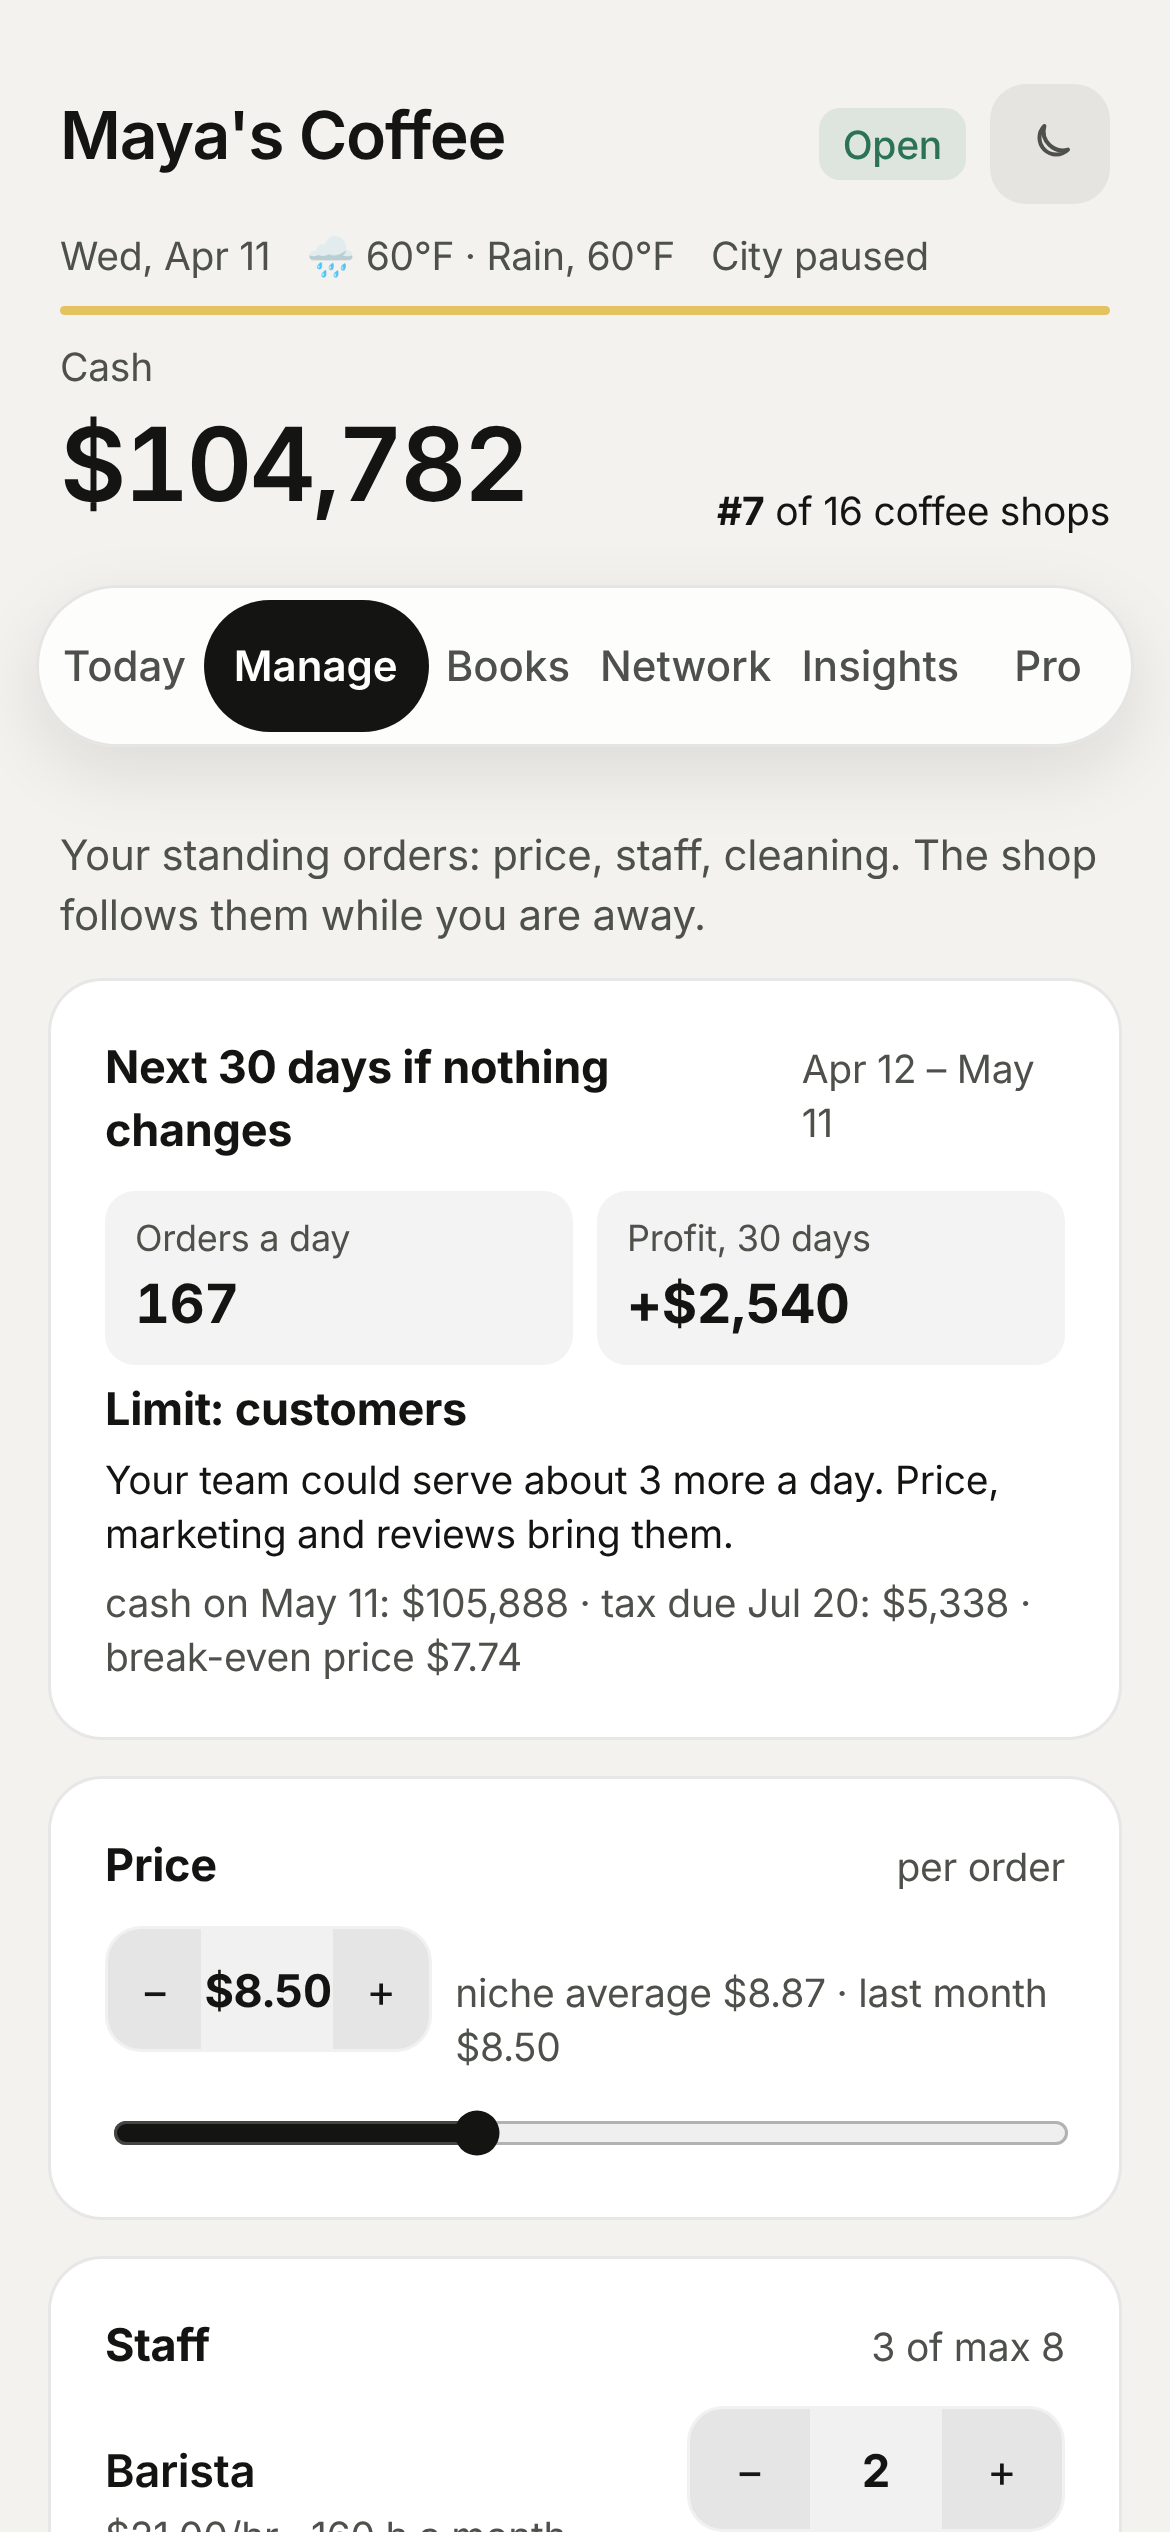 Maya's Coffee
Open
Wed, Apr 11 60°F · Rain, 60°F City paused
Cash
$104,782
#7 of 16 coffee shops
Today Manage Books Network Insights Pro
Your standing orders: price, staff, cleaning. The shop
follows them while you are away.
Next 30 days if nothing
changes
Apr 12 – May
11
Orders a day
167
Profit, 30 days
+$2,540
Limit: customers
Your team could serve about 3 more a day. Price,
marketing and reviews bring them.
cash on May 11: $105,888 · tax due Jul 20: $5,338 ·
break-even price $7.74
Price
per order
– $8.50 +
niche average $8.87 · last month
$8.50
Staff
3 of max 8
Barista
– 2 +
$21.00/hr · 160 h a month